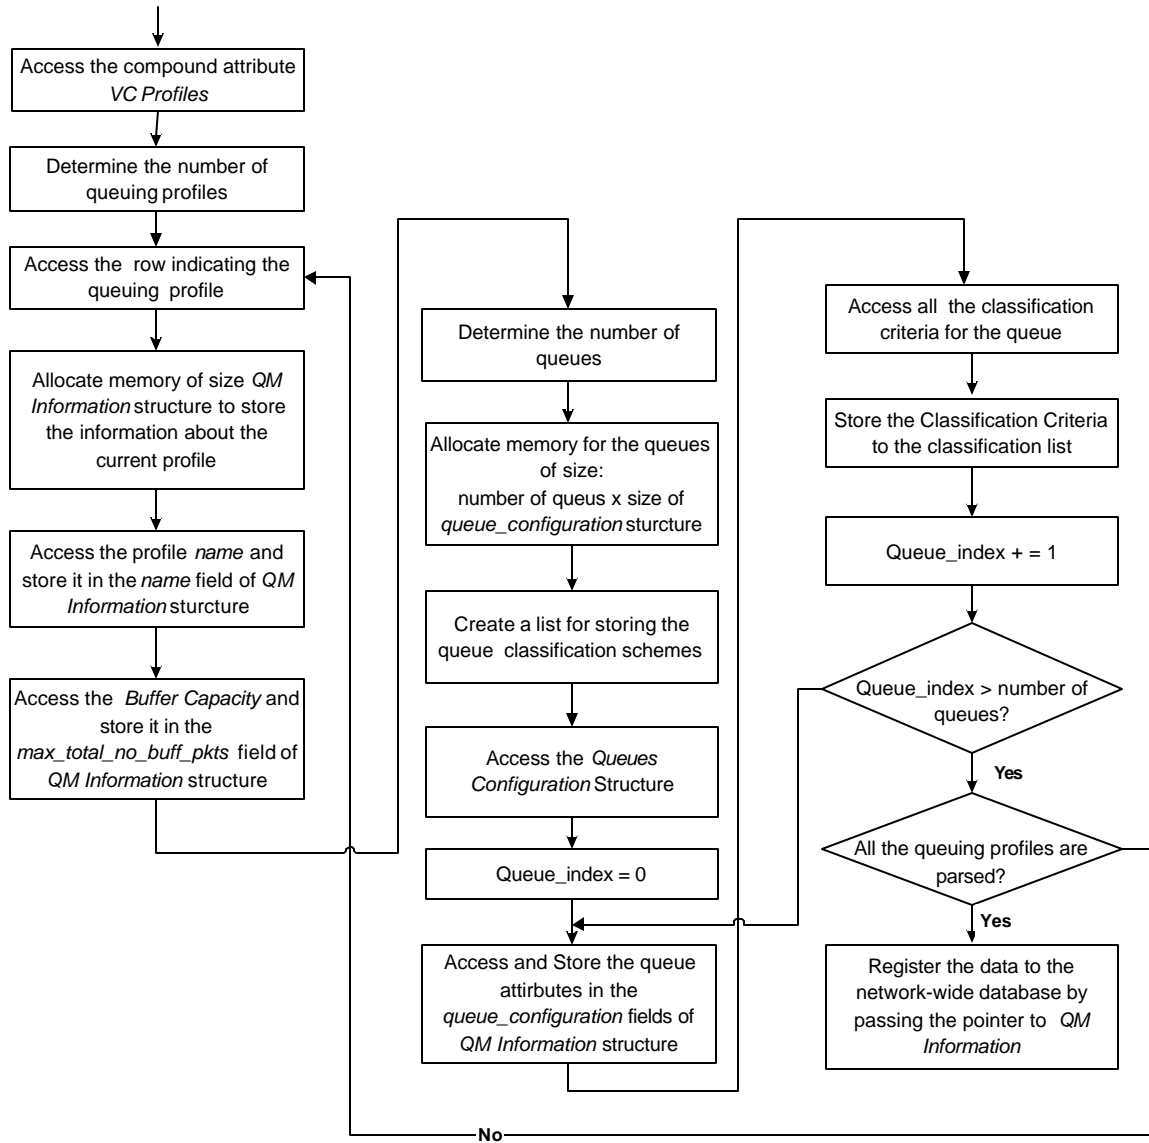 Access the compound attribute
VC Profiles
Determine the number of
queuing profiles
Access the row indicating the
queuing profile
Allocate memory of size QM
Information structure to store
the information about the
current profile
Access the profile name and
store it in the name field of QM
Information sturcture
Access the Buffer Capacity and
store it in the
max_total_no_buff_pkts field of
QM Information structure
Determine the number of
queues
Allocate memory for the queues
of size:
number of queus x size of
queue_configuration sturcture
Create a list for storing the
queue classification schemes
Access the Queues
Configuration Structure
Queue_index = 0
Access and Store the queue
attirbutes in the
queue_configuration fields of
QM Information structure
Access all the classification
criteria for the queue
Store the Classification Criteria
to the classification list
Queue_index + = 1
Queue_index > number of
queues?
Yes
All the queuing profiles are
parsed?
Yes
Register the data to the
network-wide database by
passing the pointer to QM
Information
No